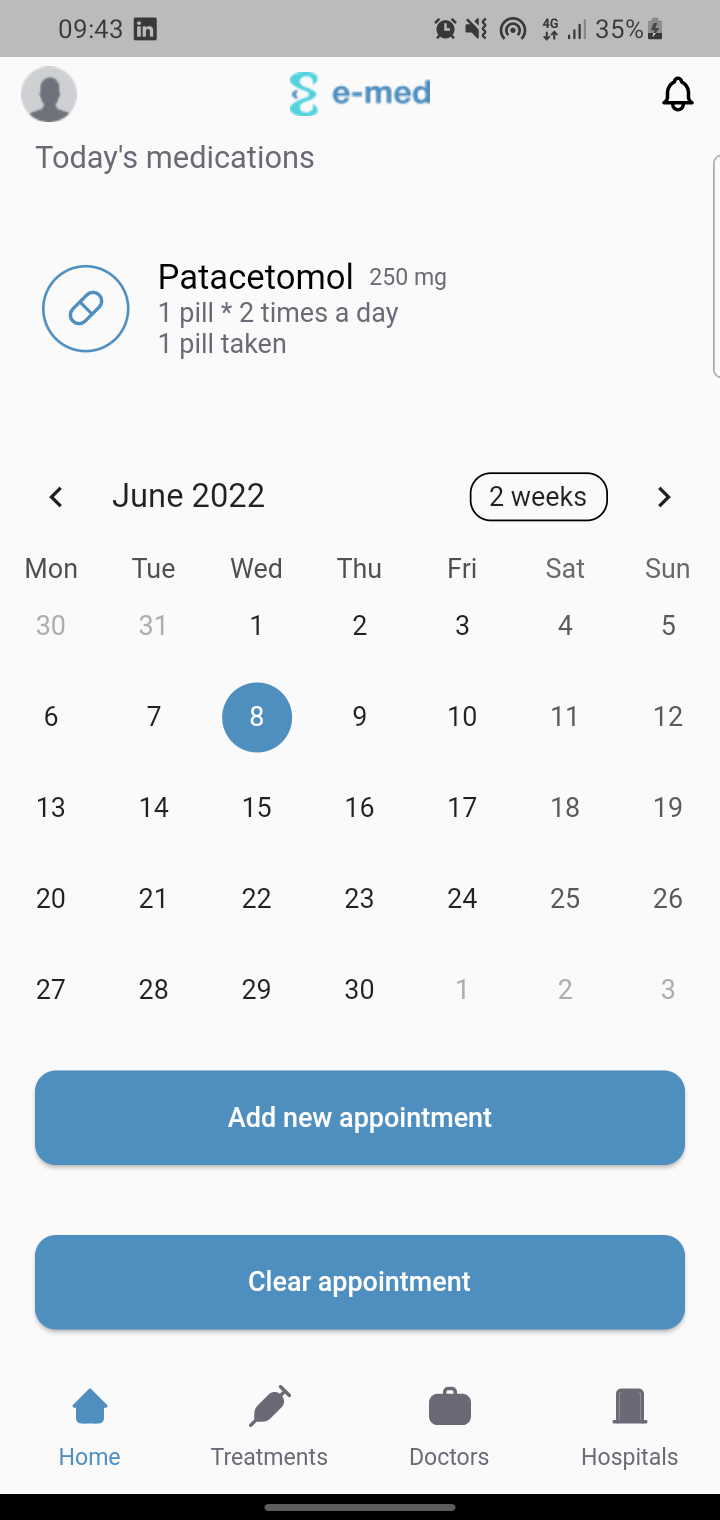 09:43 in 4G 35%
e-med
Today's medications
Patacetomol 250 mg
1 pill * 2 times a day
1 pill taken
June 2022 2 weeks
Mon Tue Wed Thu Fri Sat Sun
30 31 1 2 3 4 5
6 7 8 9 10 11 12
13 14 15 16 17 18 19
20 21 22 23 24 25 26
27 28 29 30 1 2 3
Add new appointment
Clear appointment
Home Treatments Doctors Hospitals